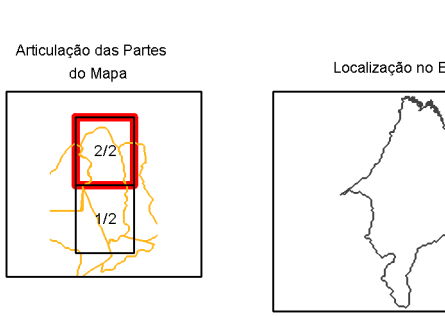 Articulação das Partes
do Mapa
Localização no E
2/2
1/2